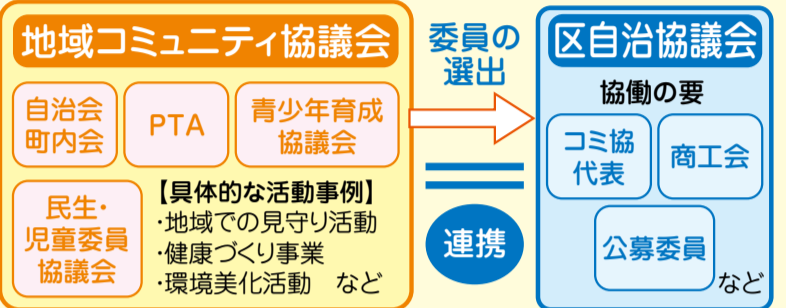 地域コミュニティ協議会
自治会
町内会
PTA
青少年育成
協議会
民生・
児童委員
協議会
【具体的な活動事例】
・地域での見守り活動
・健康づくり事業
・環境美化活動　など
委員の
選出
連携
区自治協議会
協働の要
コミ協
代表
商工会
公募委員
など